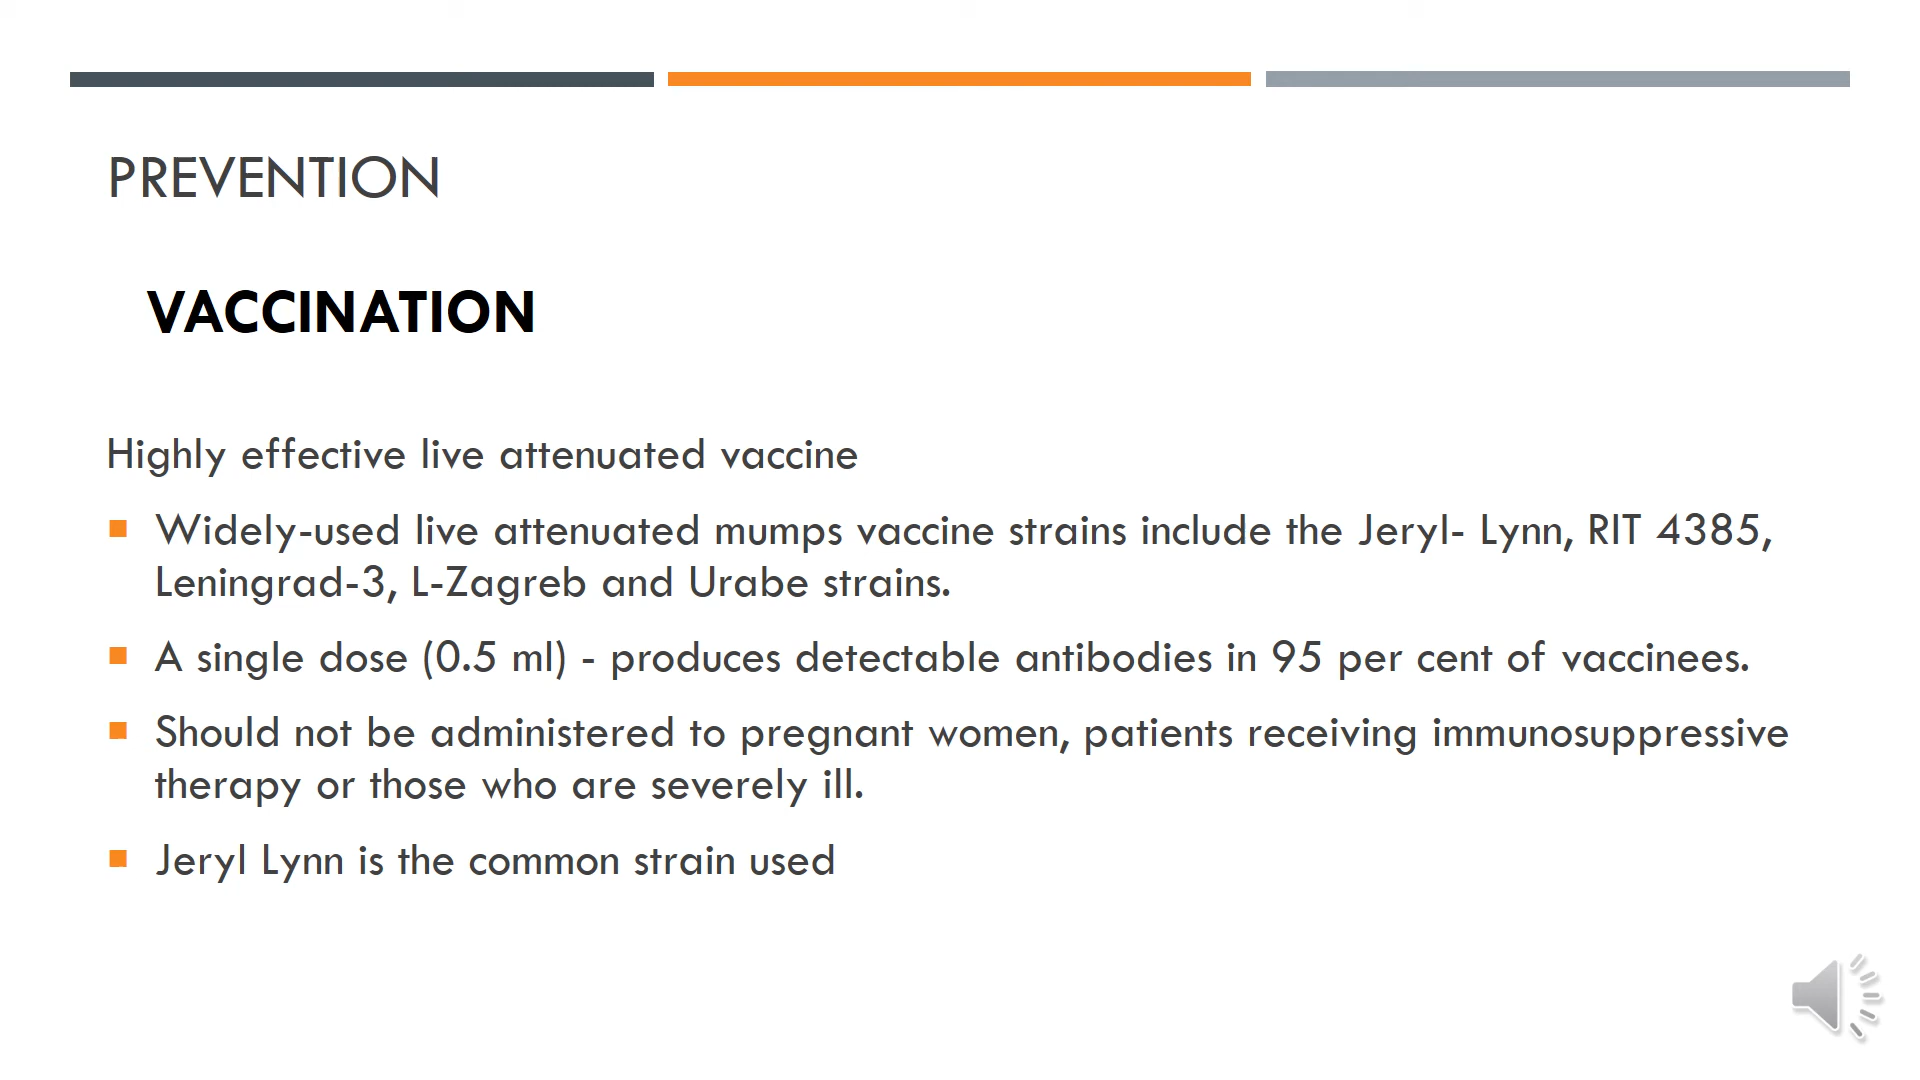 PREVENTION
VACCINATION
Highly effective live attenuated vaccine
Widely-used live attenuated mumps vaccine strains include the Jeryl- Lynn, RIT 4385,
Leningrad-3, L-Zagreb and Urabe strains.
A single dose (0.5 ml) - produces detectable antibodies in 95 per cent of vaccinees.
Should not be administered to pregnant women, patients receiving immunosuppressive
therapy or those who are severely ill.
Jeryl Lynn is the common strain used